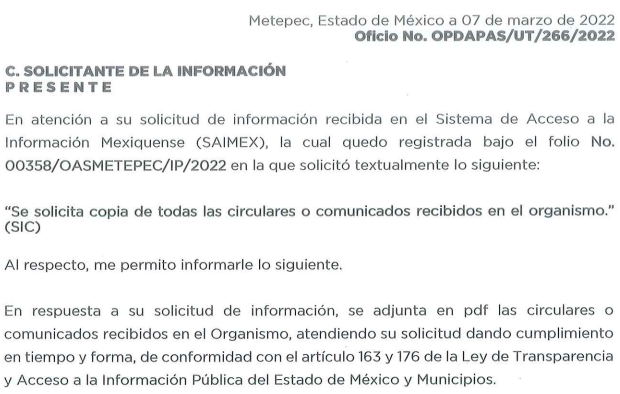 Metepec, Estado de México a 07 de marzo de 2022
Oficio No. OPDAPAS/UT/266/2022
C. SOLICITANTE DE LA INFORMACIÓN
P R E S E N T E
En atención a su solicitud de información recibida en el Sistema de Acceso a la
Información Mexiquense (SAIMEX), la cual quedo registrada bajo el folio No.
00358/OASMETEPEC/IP/2022 en la que solicitó textualmente lo siguiente:
“Se solicita copia de todas las circulares o comunicados recibidos en el organismo.”
(SIC)
Al respecto, me permito informarle lo siguiente.
En respuesta a su solicitud de información, se adjunta en pdf las circulares o
comunicados recibidos en el Organismo, atendiendo su solicitud dando cumplimiento
en tiempo y forma, de conformidad con el artículo 163 y 176 de la Ley de Transparencia
y Acceso a la Información Pública del Estado de México y Municipios.